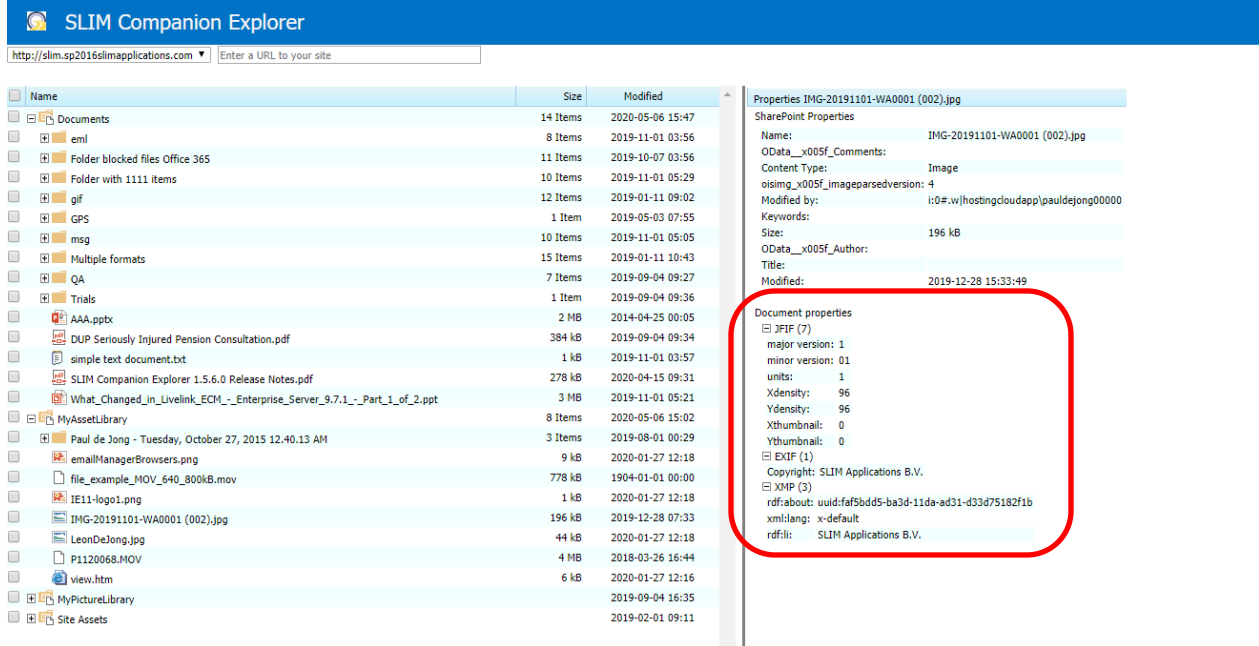 SLIM Companion Explorer
http://slim.sp2016slimapplications.com ▼ Enter a URL to your site
Name Size Modified
Documents 14 Items 2020-05-06 15:47
eml 8 Items 2019-11-01 03:56
Folder blocked files Office 365 11 Items 2019-10-07 03:56
Folder with 1111 items 10 Items 2019-11-01 05:29
gif 12 Items 2019-01-11 09:02
GPS 1 Item 2019-05-03 07:55
msg 10 Items 2019-11-01 05:05
Multiple formats 15 Items 2019-01-11 10:43
QA 7 Items 2019-09-04 09:27
Trials 1 Item 2019-09-04 09:36
AAA.pptx 2 MB 2014-04-25 00:05
DUP Seriously Injured Pension Consultation.pdf 384 kB 2019-09-04 09:34
simple text document.txt 1 kB 2019-11-01 03:57
SLIM Companion Explorer 1.5.6.0 Release Notes.pdf 278 kB 2020-04-15 09:31
What_Changed_in_Livelink_ECM_-_Enterprise_Server_9.7.1_-_Part_1_of_2.ppt 3 MB 2019-11-01 05:21
MyAssetLibrary 8 Items 2020-05-06 15:02
Paul de Jong - Tuesday, October 27, 2015 12.40.13 AM 3 Items 2019-08-01 00:29
emailManagerBrowsers.png 9 kB 2020-01-27 12:18
file_example_MOV_640_800kB.mov 778 kB 1904-01-01 00:00
IE11-logo1.png 1 kB 2020-01-27 12:18
IMG-20191101-WA0001 (002).jpg 196 kB 2019-12-28 07:33
LeonDeJong.jpg 44 kB 2020-01-27 12:18
P1120068.MOV 4 MB 2018-03-26 16:44
view.htm 6 kB 2020-01-27 12:16
MyPictureLibrary 2019-09-04 16:35
Site Assets 2019-02-01 09:11
Properties IMG-20191101-WA0001 (002).jpg
SharePoint Properties
Name: IMG-20191101-WA0001 (002).jpg
OData__x005f_Comments:
Content Type: Image
oisimg_x005f_imageparsedversion: 4
Modified by: i:0#.w|hostingcloudapp\pauldejong00000
Keywords:
Size: 196 kB
OData__x005f_Author:
Title:
Modified: 2019-12-28 15:33:49
Document properties
JFIF (7)
major version: 1
minor version: 01
units: 1
Xdensity: 96
Ydensity: 96
Xthumbnail: 0
Ythumbnail: 0
EXIF (1)
Copyright: SLIM Applications B.V.
XMP (3)
rdf:about: uuid:faf5bdd5-ba3d-11da-ad31-d33d75182f1b
xml:lang: x-default
rdf:li: SLIM Applications B.V.